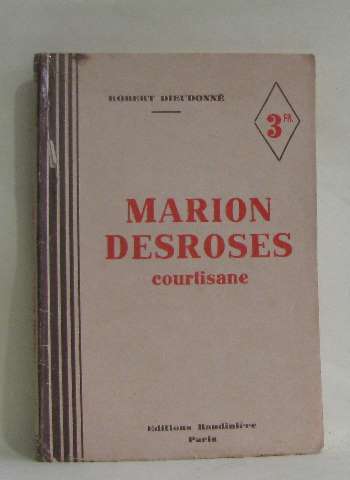 ROBERT DIEUDONNÉ
3 FR.
MARION
DESROSES
courtisane
Editions Baudinière
Paris